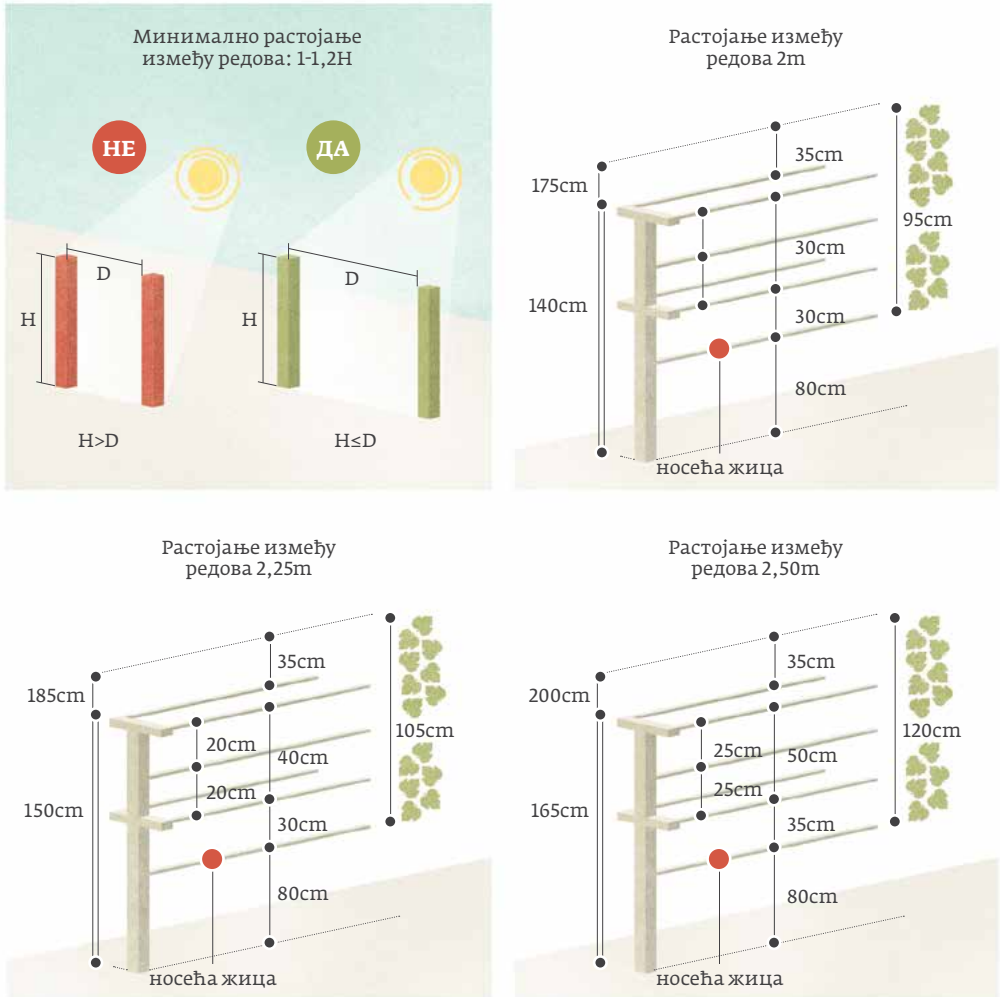 Минимално растојање
између редова: 1-1,2H
НЕ
ДА
D
H
D
H
H>D
H≤D
Растојање између
редова 2m
35cm
175cm
95cm
30cm
140cm
30cm
80cm
носећа жица
Растојање између
редова 2,25m
35cm
185cm
105cm
20cm
40cm
20cm
150cm
30cm
80cm
носећа жица
Растојање између
редова 2,50m
35cm
200cm
120cm
25cm
50cm
25cm
165cm
35cm
80cm
носећа жица